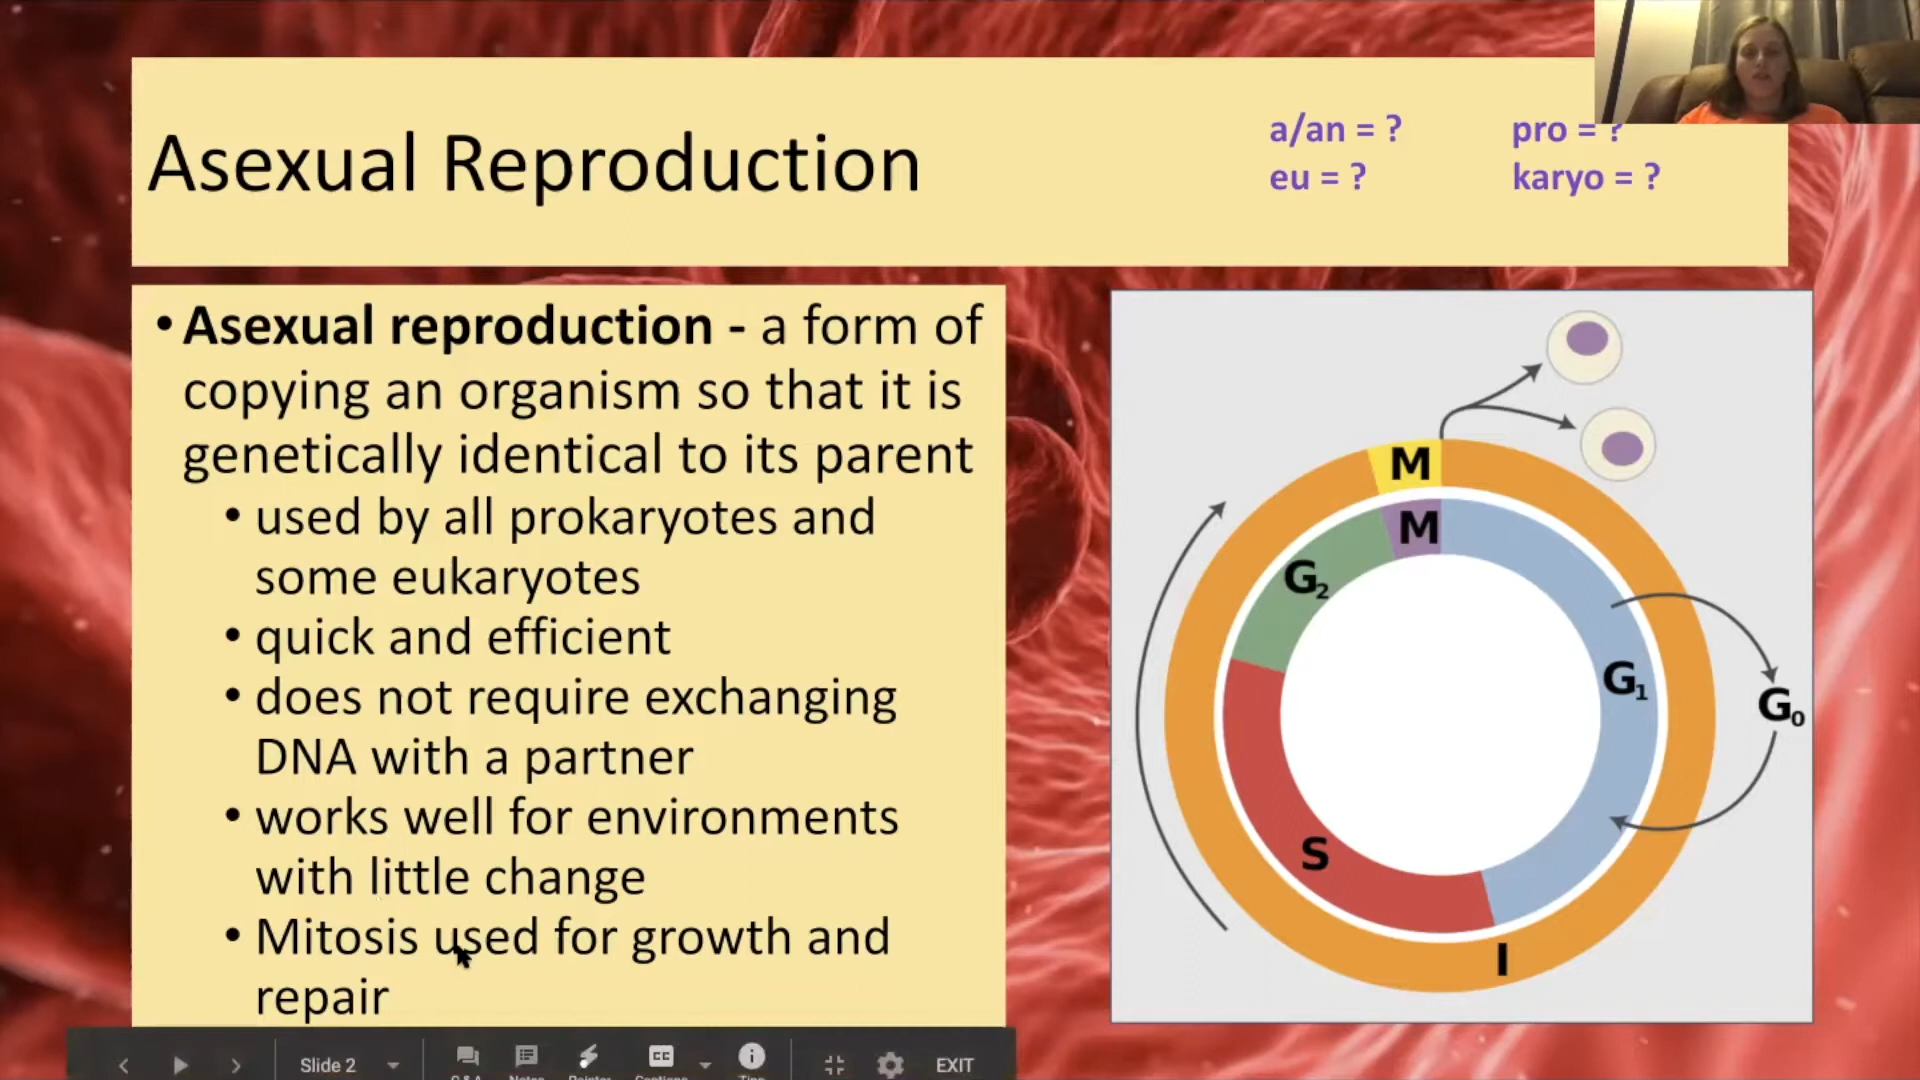 Asexual Reproduction
a/an = ?
pro = ?
eu = ?
karyo = ?
• Asexual reproduction - a form of
copying an organism so that it is
genetically identical to its parent
• used by all prokaryotes and
some eukaryotes
• quick and efficient
• does not require exchanging
DNA with a partner
• works well for environments
with little change
• Mitosis used for growth and
repair
M
M
G2
G1
G0
S
I
Slide 2
CC
EXIT